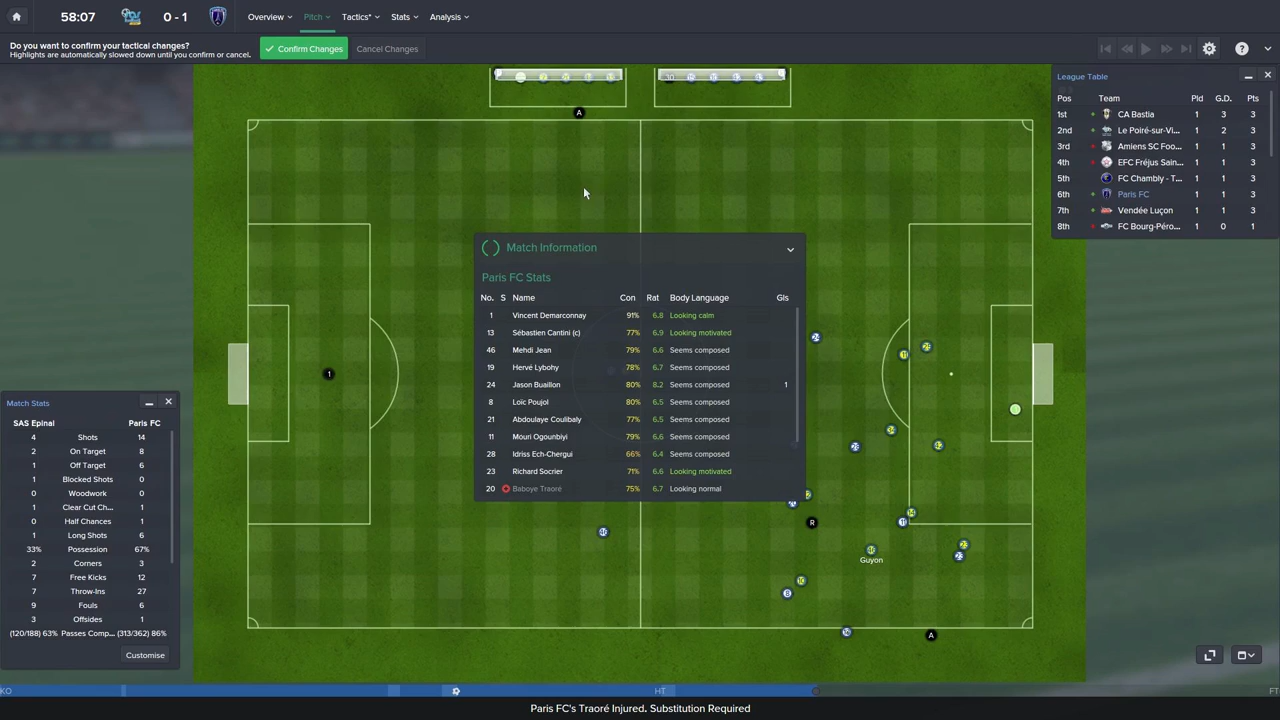 58:07
0 - 1
Overview
Pitch
Tactics*
Stats
Analysis
Do you want to confirm your tactical changes?
Highlights are automatically slowed down until you confirm or cancel.
Confirm Changes
Cancel Changes
League Table
Pos Team Pld G.D. Pts
1st CA Bastia 1 3 3
2nd Le Poiré-sur-Vi... 1 2 3
3rd Amiens SC Foo... 1 1 3
4th EFC Fréjus Sain... 1 1 3
5th FC Chambly - T... 1 1 3
6th Paris FC 1 1 3
7th Vendée Luçon 1 1 3
8th FC Bourg-Péro... 1 0 1
A
Match Information
Paris FC Stats
No. S Name Con Rat Body Language Gls
1 Vincent Demarconnay 91% 6.8 Looking calm
13 Sébastien Cantini (c) 77% 6.9 Looking motivated
46 Mehdi Jean 79% 6.6 Seems composed
19 Hervé Lybohy 78% 6.7 Seems composed
24 Jason Buaillon 80% 8.2 Seems composed 1
8 Loïc Poujol 80% 6.5 Seems composed
21 Abdoulaye Coulibaly 77% 6.5 Seems composed
11 Mouri Ogounbiyi 79% 6.6 Seems composed
28 Idriss Ech-Chergui 66% 6.4 Seems composed
23 Richard Socrier 71% 6.6 Looking motivated
20 Baboye Traoré 75% 6.7 Looking normal
1
24
11
R
Guyon
8
A
Match Stats
SAS Epinal Paris FC
4 Shots 14
2 On Target 8
1 Off Target 6
1 Blocked Shots 0
0 Woodwork 0
1 Clear Cut Ch... 1
0 Half Chances 1
1 Long Shots 6
33% Possession 67%
2 Corners 3
7 Free Kicks 12
7 Throw-Ins 27
9 Fouls 6
3 Offsides 1
(120/188) 63% Passes Comp... (313/362) 86%
Customise
KO
HT
FT
Paris FC's Traoré Injured. Substitution Required